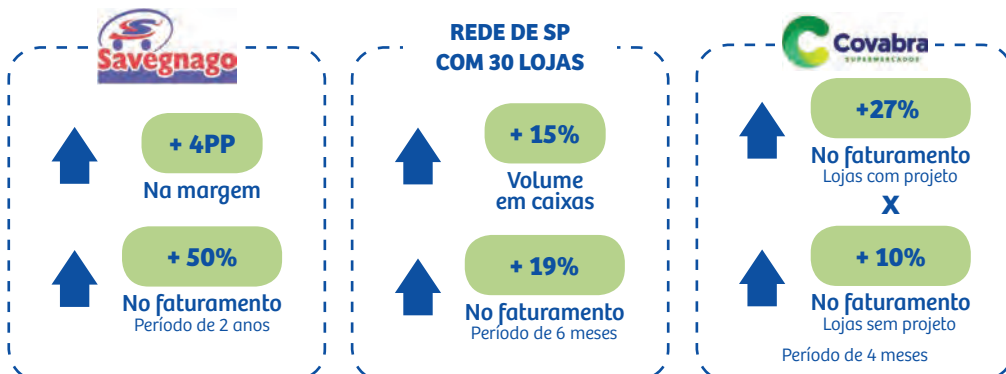 Savegnago
+ 4PP
Na margem
+ 50%
No faturamento
Período de 2 anos
REDE DE SP
COM 30 LOJAS
+ 15%
Volume
em caixas
+ 19%
No faturamento
Período de 6 meses
Covabra
SUPERMERCADOS
+27%
No faturamento
Lojas com projeto
X
+ 10%
No faturamento
Lojas sem projeto
Período de 4 meses